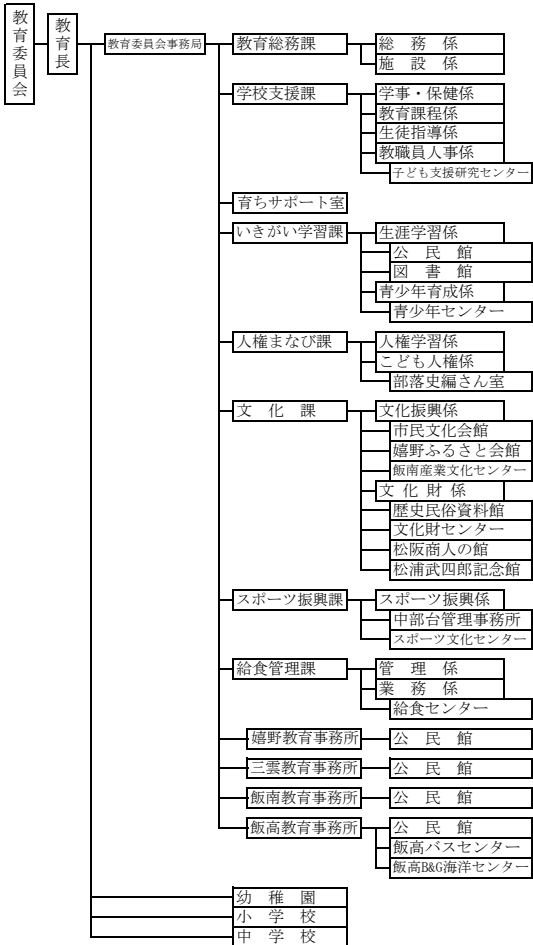 教育委員会
教育長
教育委員会事務局
教育総務課
総務係
施設係
学校支援課
学事・保健係
教育課程係
生徒指導係
教職員人事係
子ども支援研究センター
育ちサポート室
いきがい学習課
生涯学習係
公民館
図書館
青少年育成係
青少年センター
人権まなび課
人権学習係
こども人権係
部落史編さん室
文化課
文化振興係
市民文化会館
嬉野ふるさと会館
飯南産業文化センター
文化財係
歴史民俗資料館
文化財センター
松阪商人の館
松浦武四郎記念館
スポーツ振興課
スポーツ振興係
中部台管理事務所
スポーツ文化センター
給食管理課
管理係
業務係
給食センター
嬉野教育事務所
公民館
三雲教育事務所
公民館
飯南教育事務所
公民館
飯高教育事務所
公民館
飯高バスセンター
飯高B&G海洋センター
幼稚園
小学校
中学校